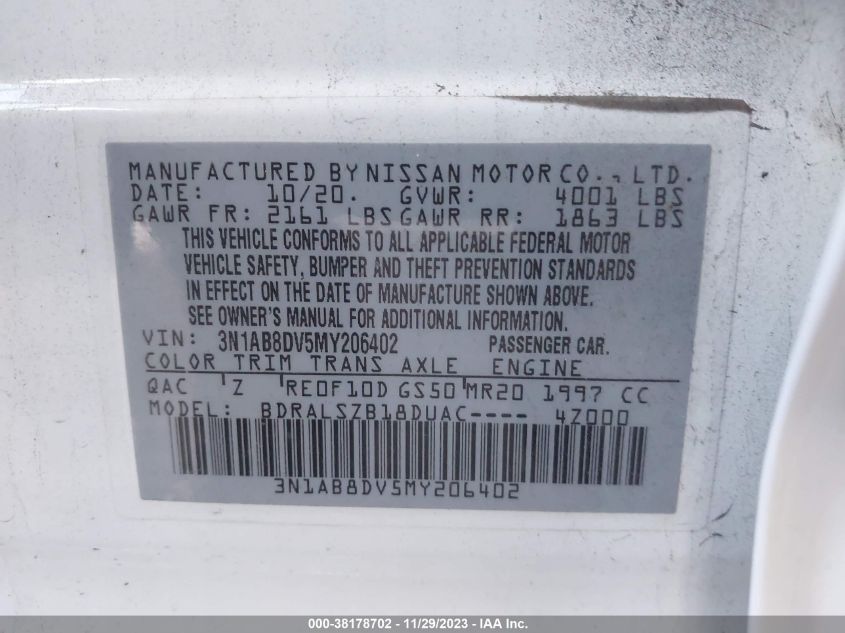 MANUFACTURED BY NISSAN MOTOR CO., LTD.
DATE: 10/20. GVWR: 4001 LBS
GAWR FR: 2161 LBS GAWR RR: 1863 LBS
THIS VEHICLE CONFORMS TO ALL APPLICABLE FEDERAL MOTOR
VEHICLE SAFETY, BUMPER AND THEFT PREVENTION STANDARDS
IN EFFECT ON THE DATE OF MANUFACTURE SHOWN ABOVE.
SEE OWNER'S MANUAL FOR ADDITIONAL INFORMATION.
VIN: 3N1AB8DV5MY206402 PASSENGER CAR.
COLOR TRIM TRANS AXLE ENGINE
QAC Z RE0F10D GS50 MR20 1997 CC
MODEL: BDRALSZB18DUAC---- 4Z000
3N1AB8DV5MY206402
000-38178702 - 11/29/2023 - IAA Inc.